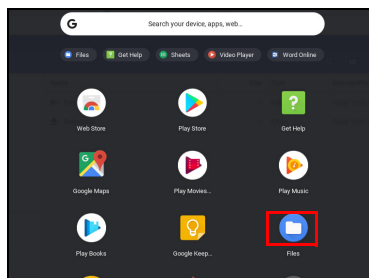 G Search your device, apps, web...
Files Get Help Sheets Video Player Word Online
Web Store Play Store Get Help
G
Google Maps Play Movies... Play Music
Play Books Google Keep... Files